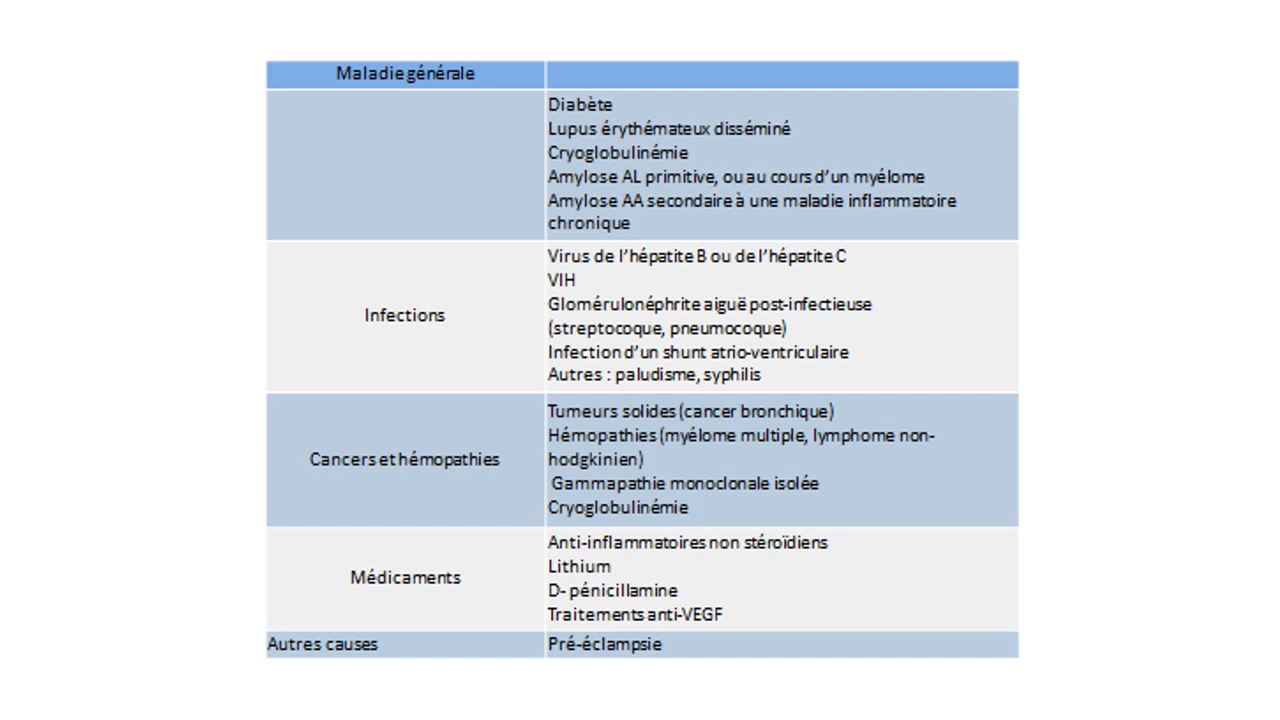 Maladie générale
Diabète
Lupus érythémateux disséminé
Cryoglobulinémie
Amylose AL primitive, ou au cours d’un myélome
Amylose AA secondaire à une maladie inflammatoire
chronique
Infections
Virus de l’hépatite B ou de l’hépatite C
VIH
Glomérulonéphrite aiguë post-infectieuse
(streptocoque, pneumocoque)
Infection d’un shunt atrio-ventriculaire
Autres : paludisme, syphilis
Cancers et hémopathies
Tumeurs solides (cancer bronchique)
Hémopathies (myélome multiple, lymphome non-
hodgkinien)
Gammapathie monoclonale isolée
Cryoglobulinémie
Médicaments
Anti-inflammatoires non stéroïdiens
Lithium
D- pénicillamine
Traitements anti-VEGF
Autres causes
Pré-éclampsie